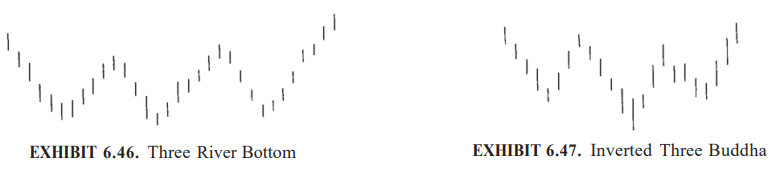 EXHIBIT 6.46. Three River Bottom
EXHIBIT 6.47. Inverted Three Buddha